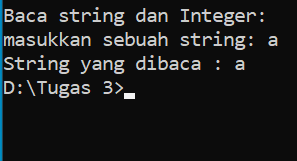 Baca string dan Integer:
masukkan sebuah string: a
String yang dibaca : a
D:\Tugas 3>